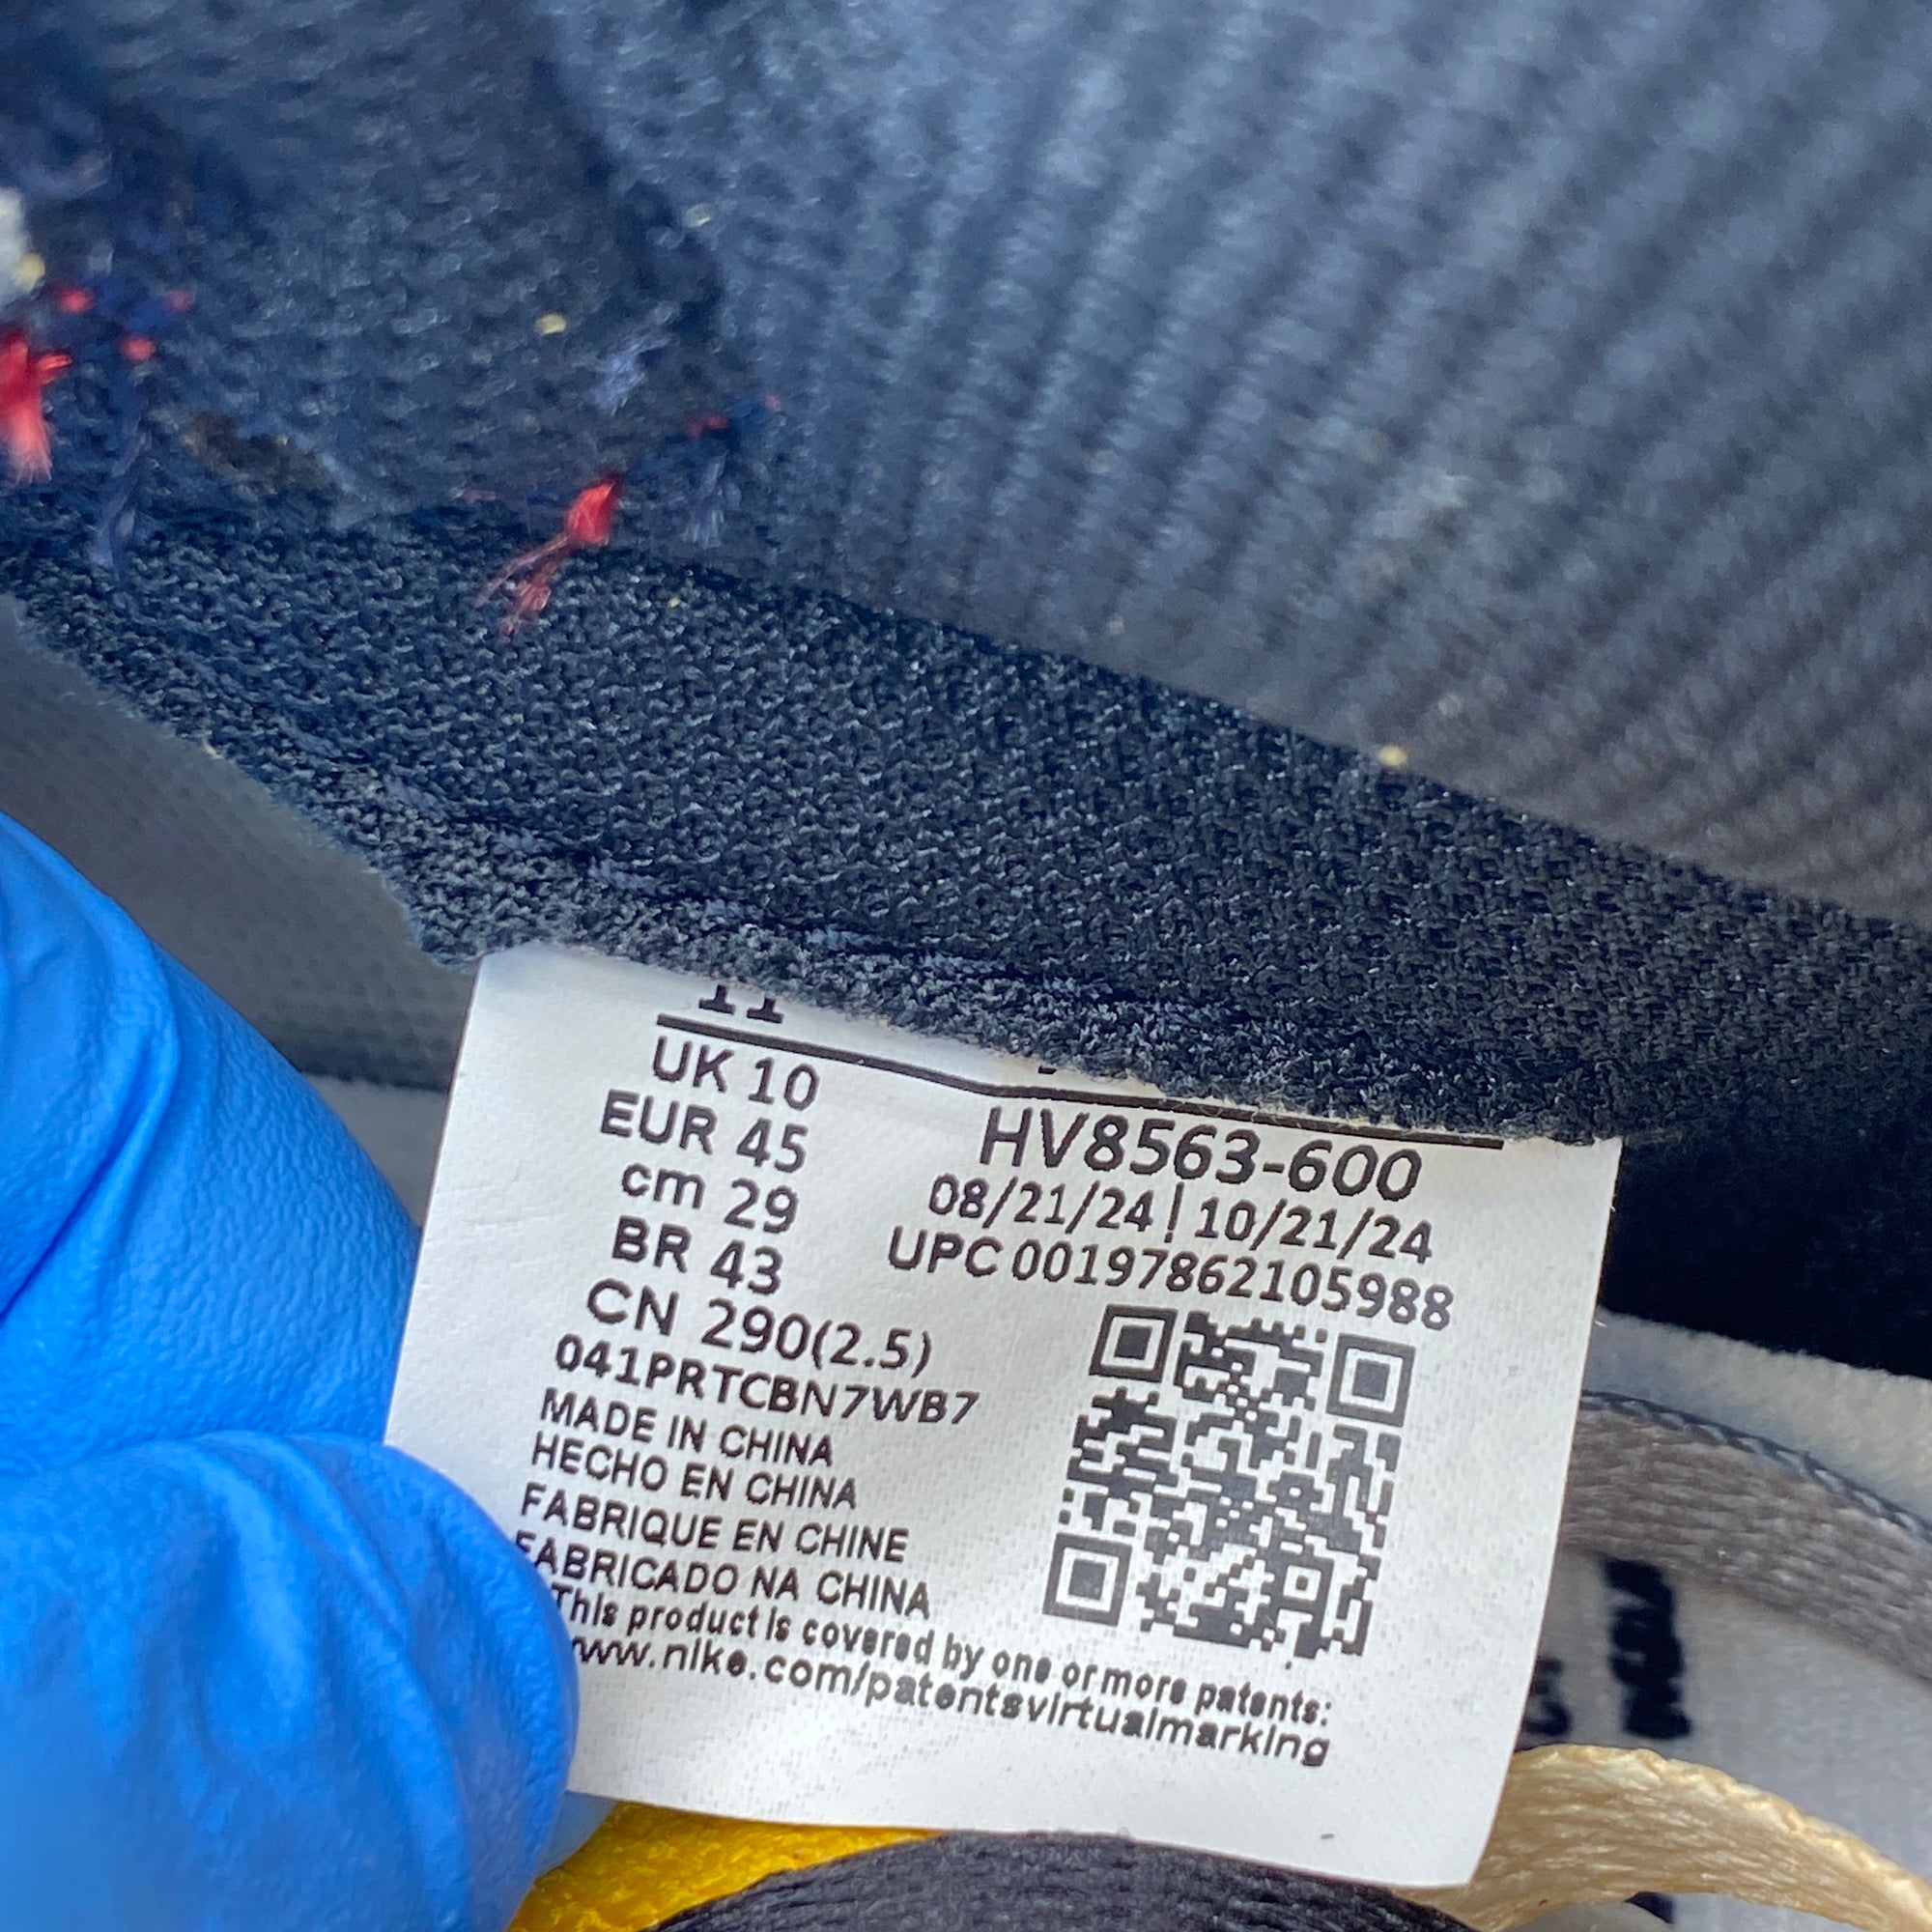 11
UK 10
EUR 45
cm 29
BR 43
CN 290(2.5)
041PRTCBN7WB7
HV8563-600
08/21/24|10/21/24
UPC 00197862105988
MADE IN CHINA
HECHO EN CHINA
FABRIQUE EN CHINE
FABRICADO NA CHINA
This product is covered by one or more patents:
www.nike.com/patentsvirtualmarking